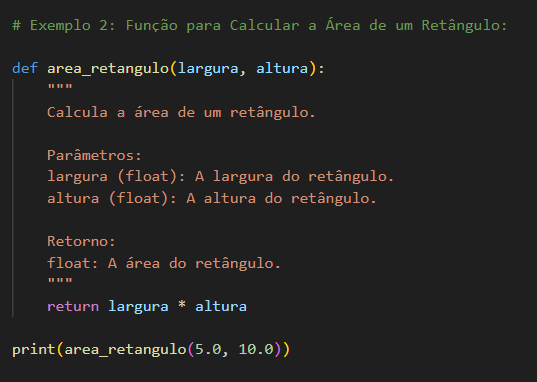 # Exemplo 2: Função para Calcular a Área de um Retângulo:
def area_retangulo(largura, altura):
"""
Calcula a área de um retângulo.
Parâmetros:
largura (float): A largura do retângulo.
altura (float): A altura do retângulo.
Retorno:
float: A área do retângulo.
"""
return largura * altura
print(area_retangulo(5.0, 10.0))